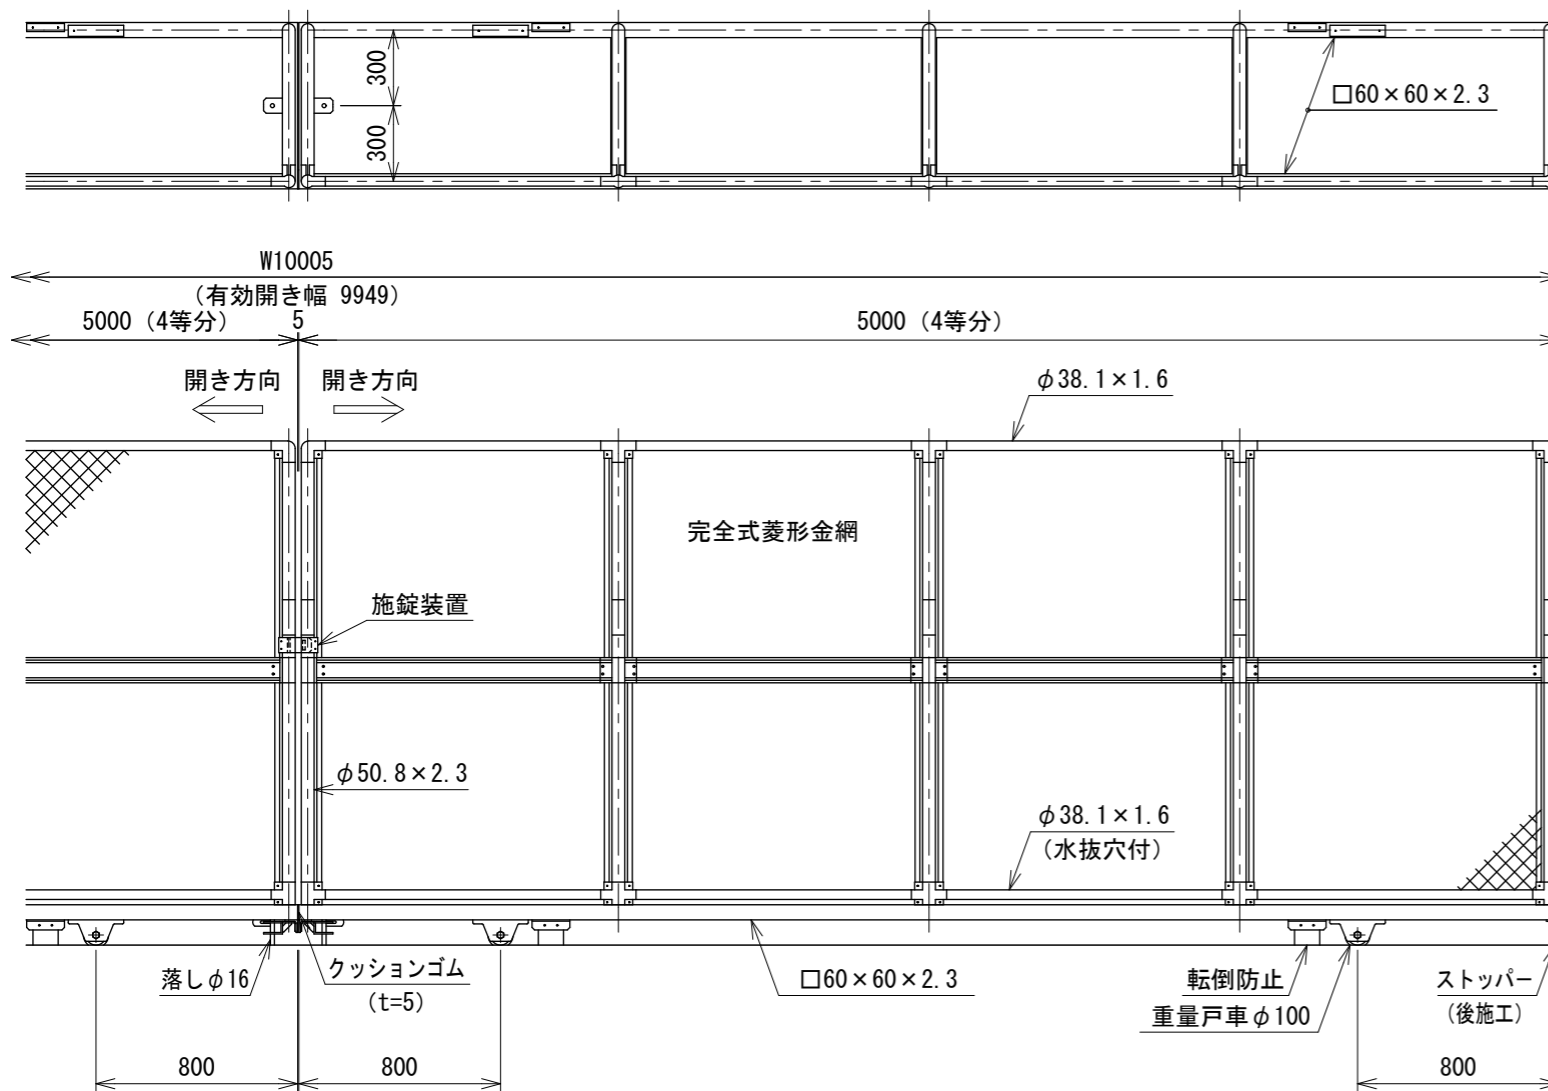 300
300
□60×60×2.3
W10005
(有効開き幅 9949)
5000 (4等分)
5
5000 (4等分)
開き方向
開き方向
φ38.1×1.6
完全式菱形金網
施錠装置
φ50.8×2.3
φ38.1×1.6
(水抜穴付)
落しφ16
クッションゴム
(t=5)
□60×60×2.3
転倒防止
重量戸車φ100
ストッパー
(後施工)
800
800
800